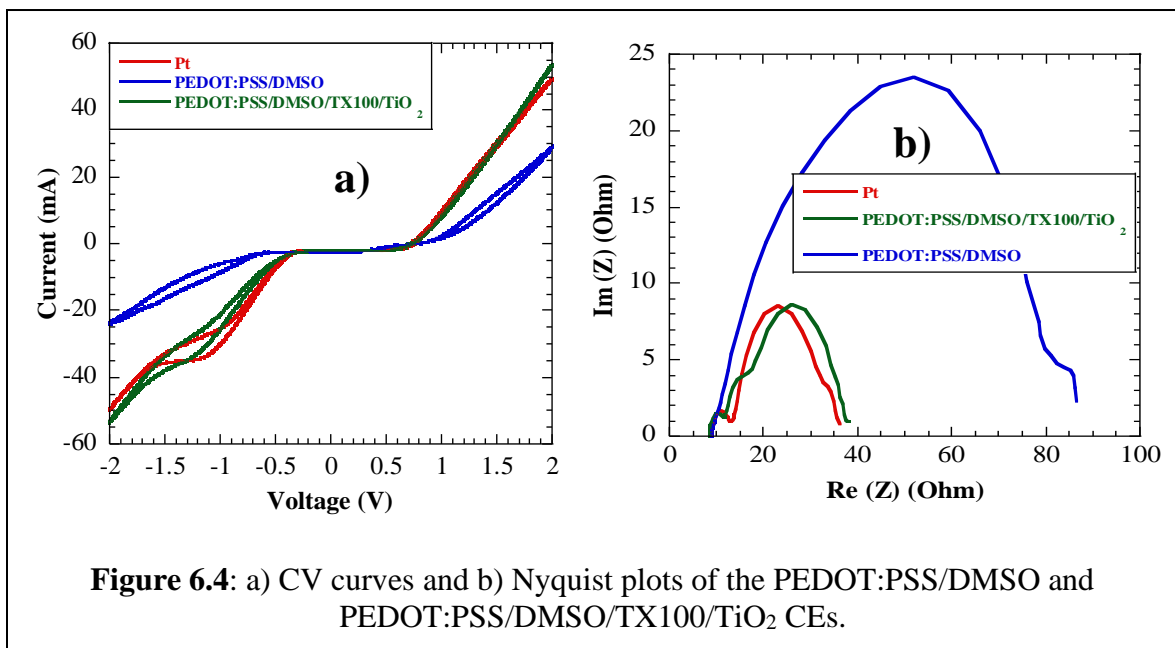 60
40
20
0
-20
-40
-60
Current (mA)
Pt
PEDOT:PSS/DMSO
PEDOT:PSS/DMSO/TX100/TiO₂
a)
-2 -1.5 -1 -0.5 0 0.5 1 1.5 2
Voltage (V)
25
20
15
10
5
0
Im (Z) (Ohm)
b)
Pt
PEDOT:PSS/DMSO/TX100/TiO₂
PEDOT:PSS/DMSO
0 20 40 60 80 100
Re (Z) (Ohm)
Figure 6.4: a) CV curves and b) Nyquist plots of the PEDOT:PSS/DMSO and
PEDOT:PSS/DMSO/TX100/TiO₂ CEs.